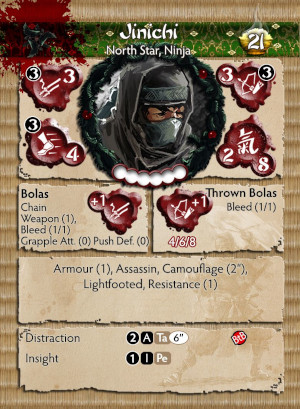 Jinichi
North Star, Ninja
21
3 3
3 3
3 4
氣
2 8
Bolas
Chain
Weapon (1),
Bleed (1/1)
Grapple Att. (0) Push Def. (0)
+1
Thrown Bolas
Bleed (1/1)
+1
4/6/8
Armour (1), Assassin, Camouflage (2"),
Lightfooted, Resistance (1)
Distraction 2 A Ta 6" BtB
Insight 1 I Pe